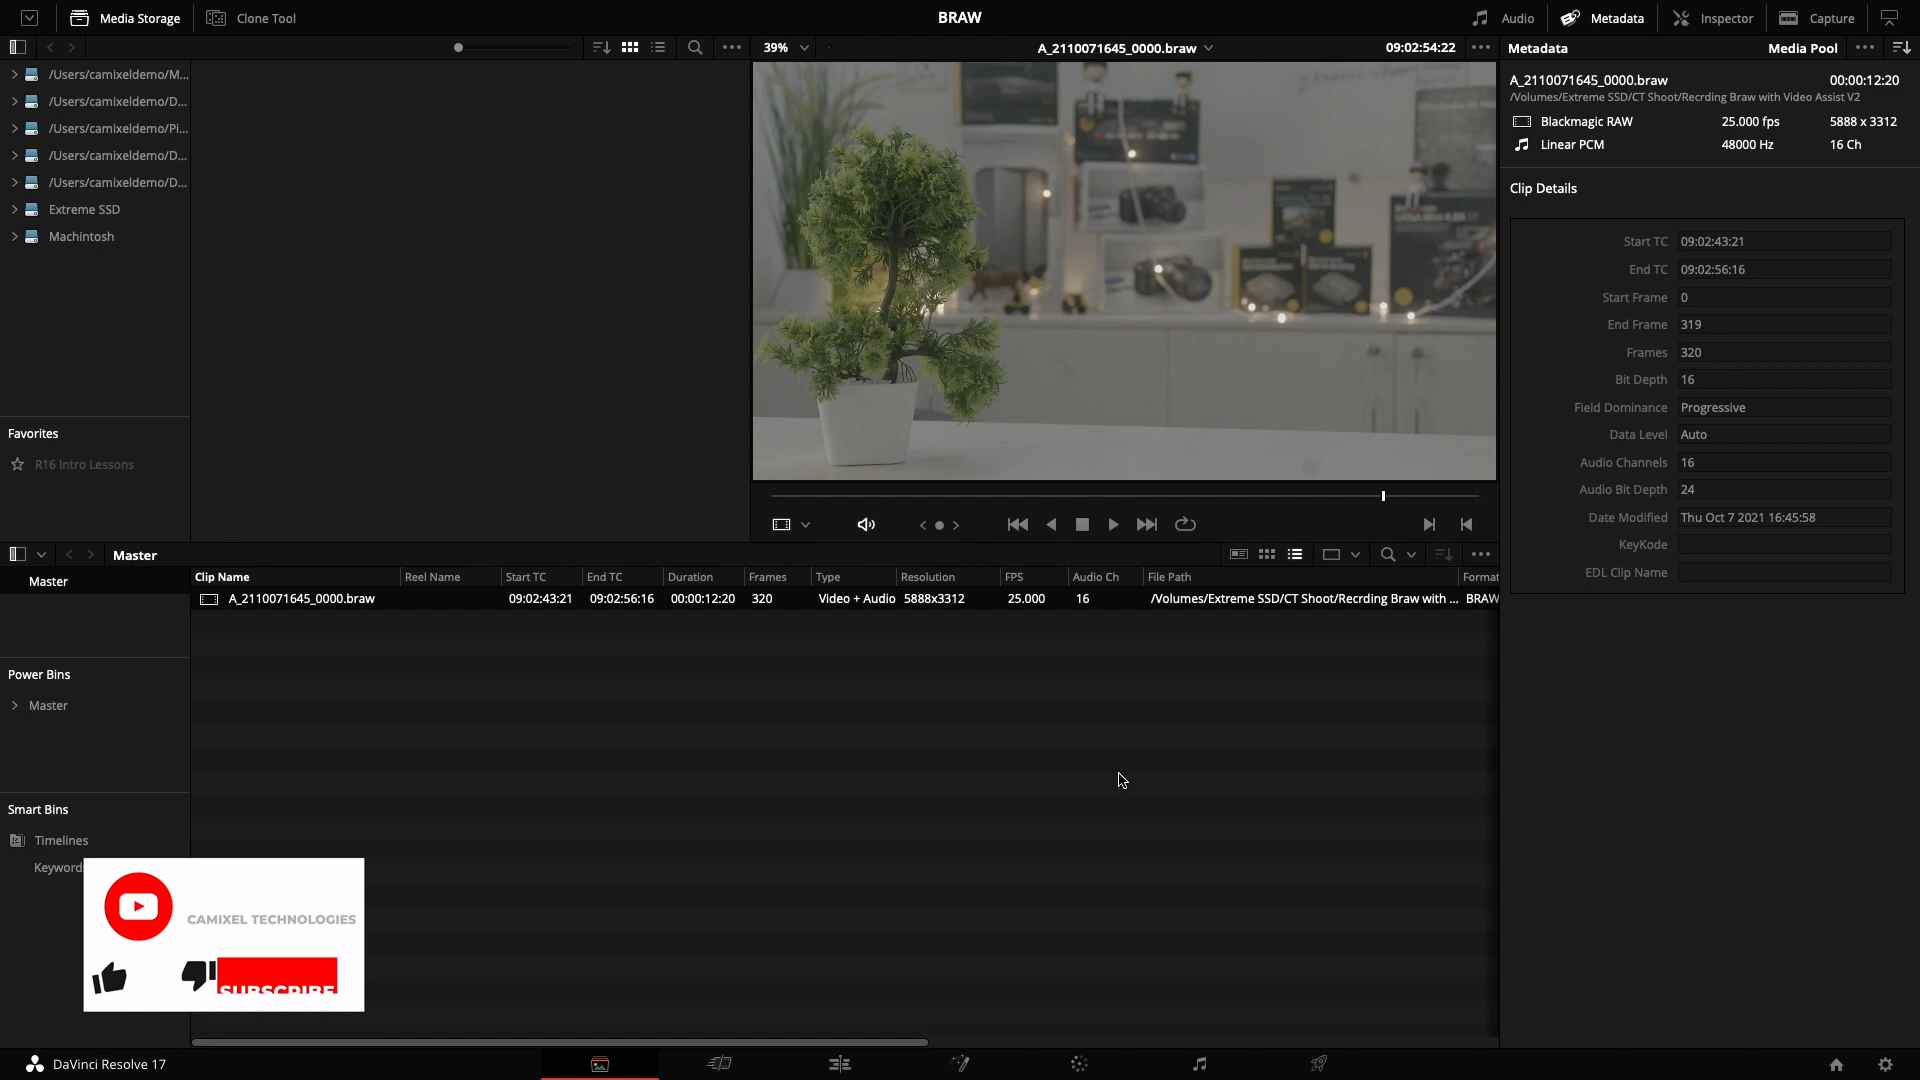 Media Storage
Clone Tool
BRAW
Audio
Metadata
Inspector
Capture
39%
A_2110071645_0000.braw
09:02:54:22
Metadata
Media Pool
/Users/camixeldemo/M...
/Users/camixeldemo/D...
/Users/camixeldemo/Pi...
/Users/camixeldemo/D...
/Users/camixeldemo/D...
Extreme SSD
Machintosh
Favorites
R16 Intro Lessons
A_2110071645_0000.braw
00:00:12:20
/Volumes/Extreme SSD/CT Shoot/Recrding Braw with Video Assist V2
Blackmagic RAW
25.000 fps
5888 x 3312
Linear PCM
48000 Hz
16 Ch
Clip Details
Start TC 09:02:43:21
End TC 09:02:56:16
Start Frame 0
End Frame 319
Frames 320
Bit Depth 16
Field Dominance Progressive
Data Level Auto
Audio Channels 16
Audio Bit Depth 24
Date Modified Thu Oct 7 2021 16:45:58
KeyKode
EDL Clip Name
Master
Master
Power Bins
Master
Smart Bins
Timelines
Keyword
Clip Name Reel Name Start TC End TC Duration Frames Type Resolution FPS Audio Ch File Path Format
A_2110071645_0000.braw 09:02:43:21 09:02:56:16 00:00:12:20 320 Video + Audio 5888x3312 25.000 16 /Volumes/Extreme SSD/CT Shoot/Recrding Braw with ... BRAW
CAMIXEL TECHNOLOGIES
SUBSCRIBE
DaVinci Resolve 17